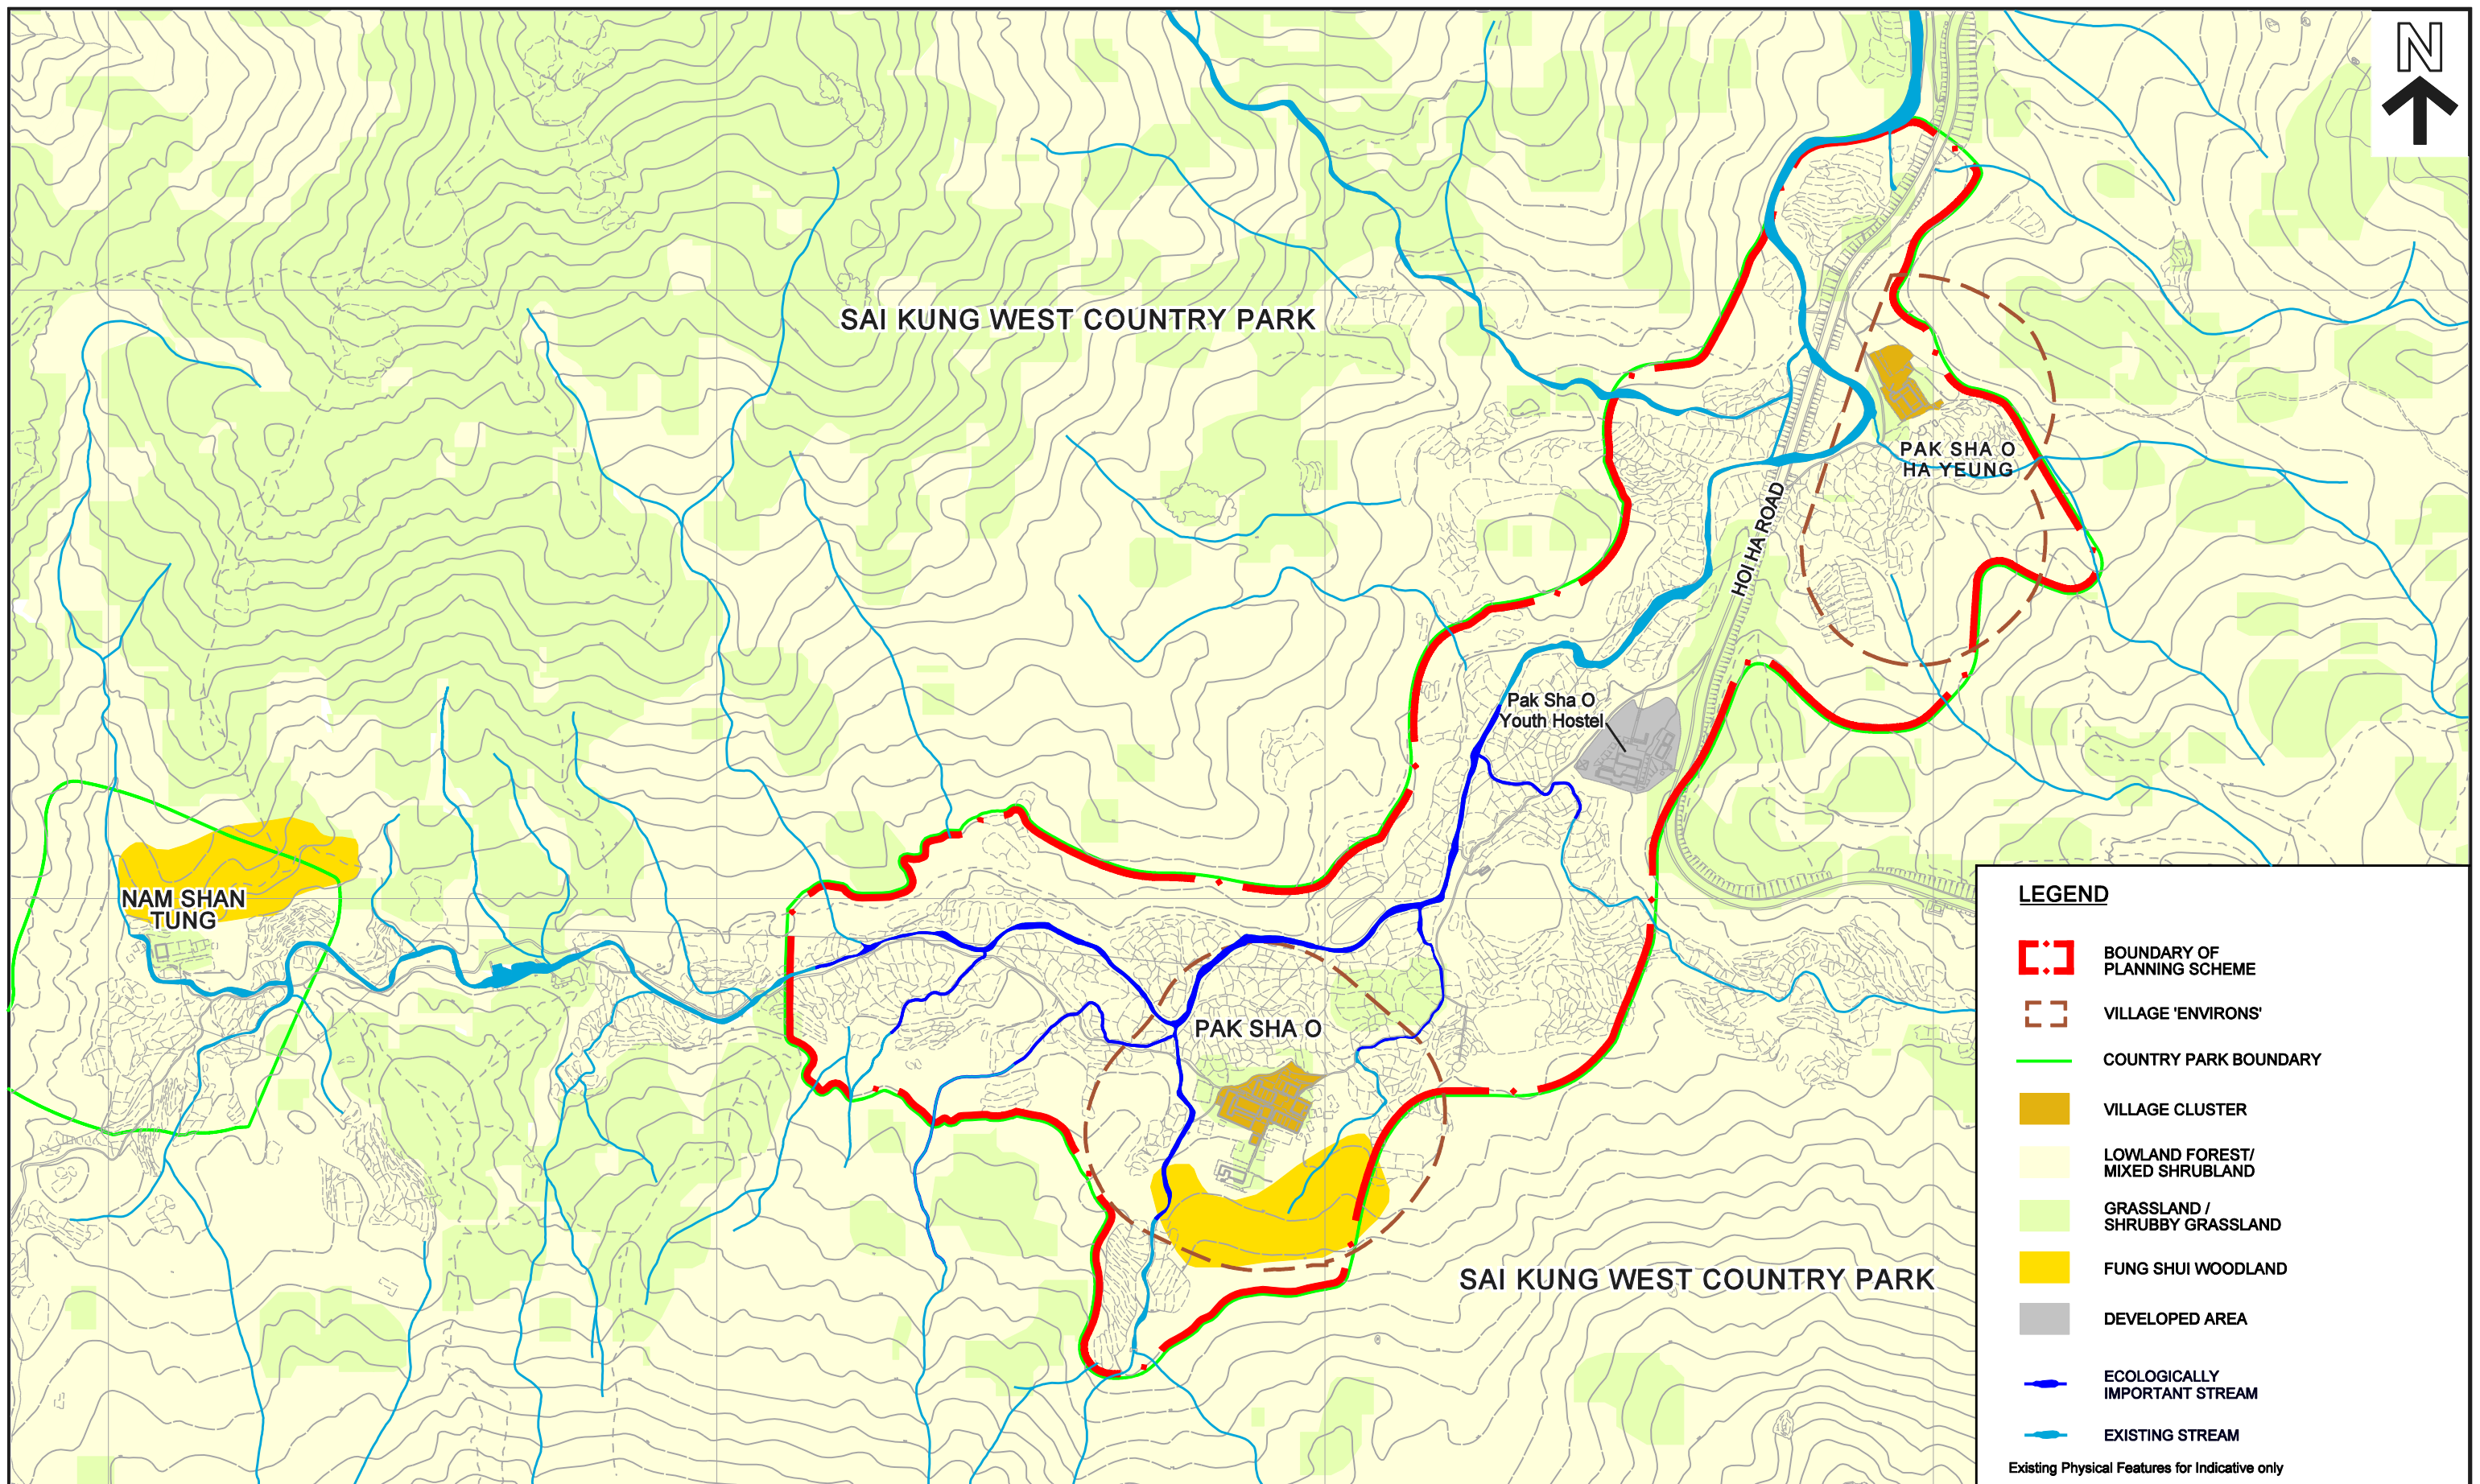 N
SAI KUNG WEST COUNTRY PARK
PAK SHA O
HA YEUNG
HOI HA ROAD
Pak Sha O
Youth Hostel
NAM SHAN
TUNG
PAK SHA O
SAI KUNG WEST COUNTRY PARK
LEGEND
BOUNDARY OF
PLANNING SCHEME
VILLAGE 'ENVIRONS'
COUNTRY PARK BOUNDARY
VILLAGE CLUSTER
LOWLAND FOREST/
MIXED SHRUBLAND
GRASSLAND /
SHRUBBY GRASSLAND
FUNG SHUI WOODLAND
DEVELOPED AREA
ECOLOGICALLY
IMPORTANT STREAM
EXISTING STREAM
Existing Physical Features for Indicative only